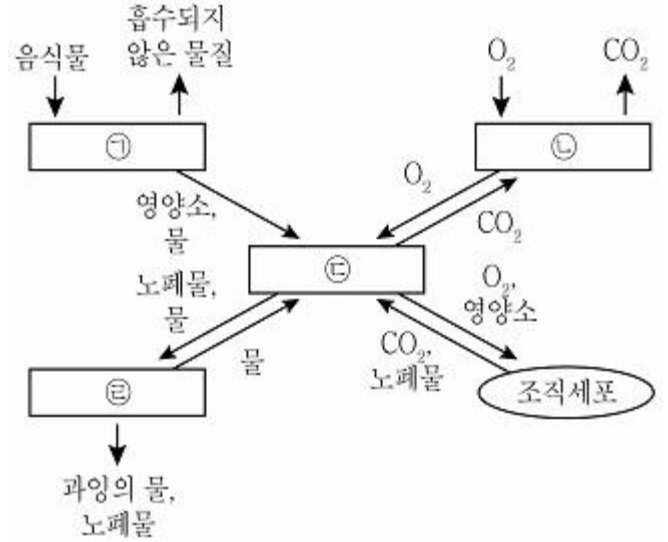 음식물
흡수되지
않은 물질
O₂
CO₂
㉠
㉡
영양소,
물
O₂
CO₂
㉢
노폐물,
물
물
O₂,
영양소
CO₂,
노폐물
㉣
조직세포
과잉의 물,
노폐물